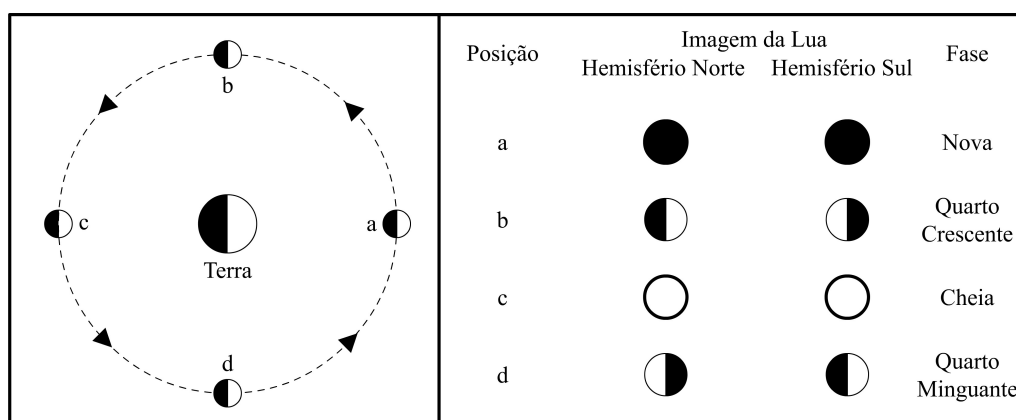 b
c
a
Terra
d
Posição
Imagem da Lua
Hemisfério Norte
Hemisfério Sul
Fase
a
Nova
b
Quarto
Crescente
c
Cheia
d
Quarto
Minguante